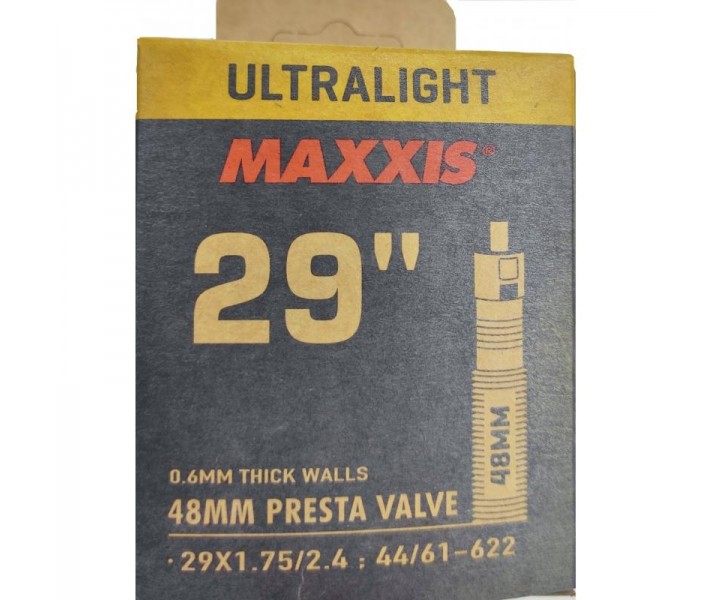 ULTRALIGHT
MAXXIS®
29"
48MM
0.6MM THICK WALLS
48MM PRESTA VALVE
· 29X1.75/2.4 : 44/61-622